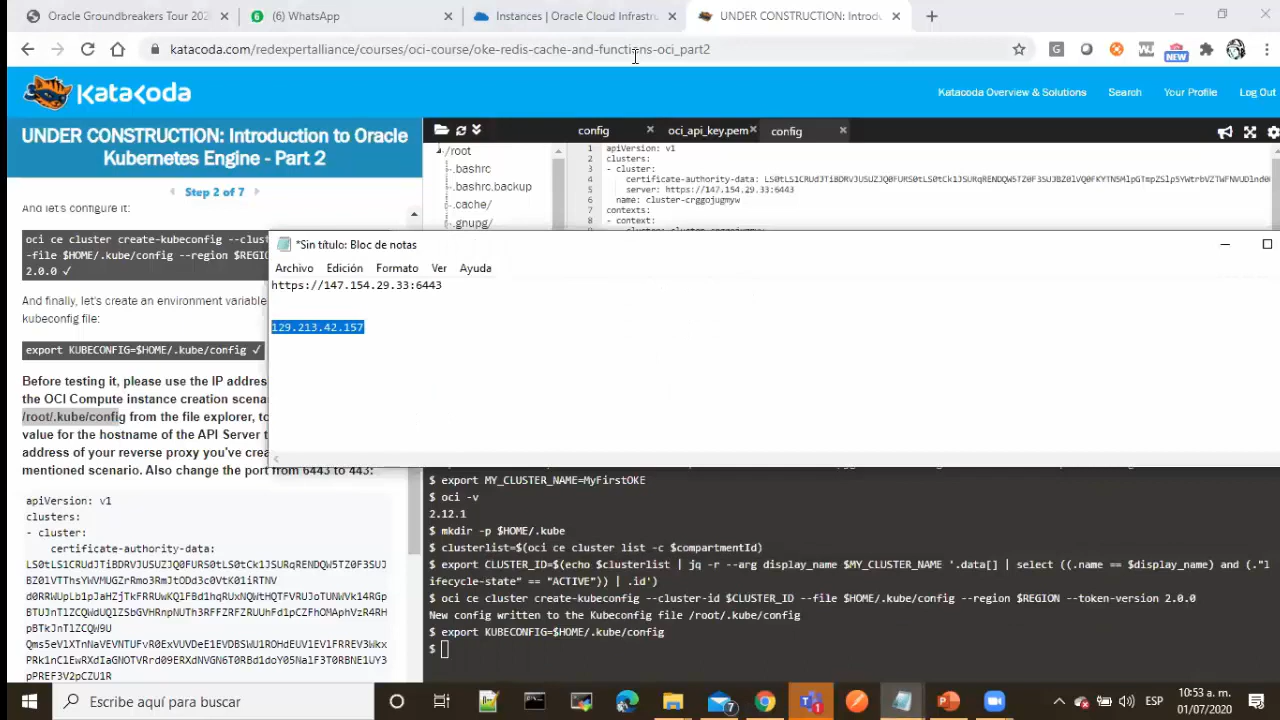 Oracle Groundbreakers Tour 202
(6) WhatsApp
Instances | Oracle Cloud Infrastru
UNDER CONSTRUCTION: Introdu
katacoda.com/redexpertalliance/courses/oci-course/oke-redis-cache-and-functions-oci_part2
NEW
KataKoda
Katacoda Overview & Solutions
Search
Your Profile
Log Out
UNDER CONSTRUCTION: Introduction to Oracle
Kubernetes Engine - Part 2
Step 2 of 7
And let's configure it:
oci ce cluster create-kubeconfig --clust
-file $HOME/.kube/config --region $REGIO
2.0.0 ✓
And finally, let's create an environment variable
kubeconfig file:
export KUBECONFIG=$HOME/.kube/config ✓
Before testing it, please use the IP addres
the OCI Compute instance creation scena
/root/.kube/config from the file explorer, to
value for the hostname of the API Server t
address of your reverse proxy you've crea
mentioned scenario. Also change the port from 6443 to 443:
apiVersion: v1
clusters:
- cluster:
certificate-authority-data:
config
oci_api_key.pem
config
/root
.bashrc
.bashrc.backup
.cache/
.gnupg/
1 apiVersion: v1
2 clusters:
3 - cluster:
4 certificate-authority-data:
5 server: https://147.154.29.33:6443
6 name: cluster-crggojugmyw
7 contexts:
8 - context:
*Sin título: Bloc de notas
Archivo Edición Formato Ver Ayuda
https://147.154.29.33:6443
129.213.42.157
$ export MY_CLUSTER_NAME=MyFirstOKE
$ oci -v
2.12.1
$ mkdir -p $HOME/.kube
$ clusterlist=$(oci ce cluster list -c $compartmentId)
$ export CLUSTER_ID=$(echo $clusterlist | jq -r --arg display_name $MY_CLUSTER_NAME '.data[] | select ((.name == $display_name) and (."l
ifecycle-state" == "ACTIVE")) | .id')
$ oci ce cluster create-kubeconfig --cluster-id $CLUSTER_ID --file $HOME/.kube/config --region $REGION --token-version 2.0.0
New config written to the Kubeconfig file /root/.kube/config
$ export KUBECONFIG=$HOME/.kube/config
$
Escribe aquí para buscar
ESP
10:53 a. m.
01/07/2020